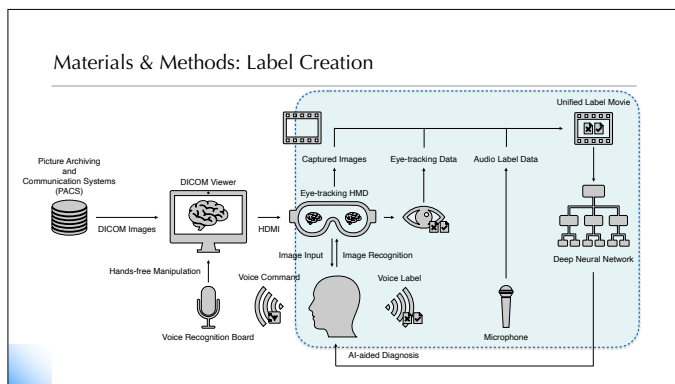 Materials & Methods: Label Creation
Unified Label Movie
Captured Images
Eye-tracking Data
Audio Label Data
Picture Archiving
and
Communication Systems
(PACS)
DICOM Viewer
Eye-tracking HMD
DICOM Images
HDMI
Image Input
Image Recognition
Deep Neural Network
Hands-free Manipulation
Voice Command
Voice Label
Voice Recognition Board
Microphone
AI-aided Diagnosis